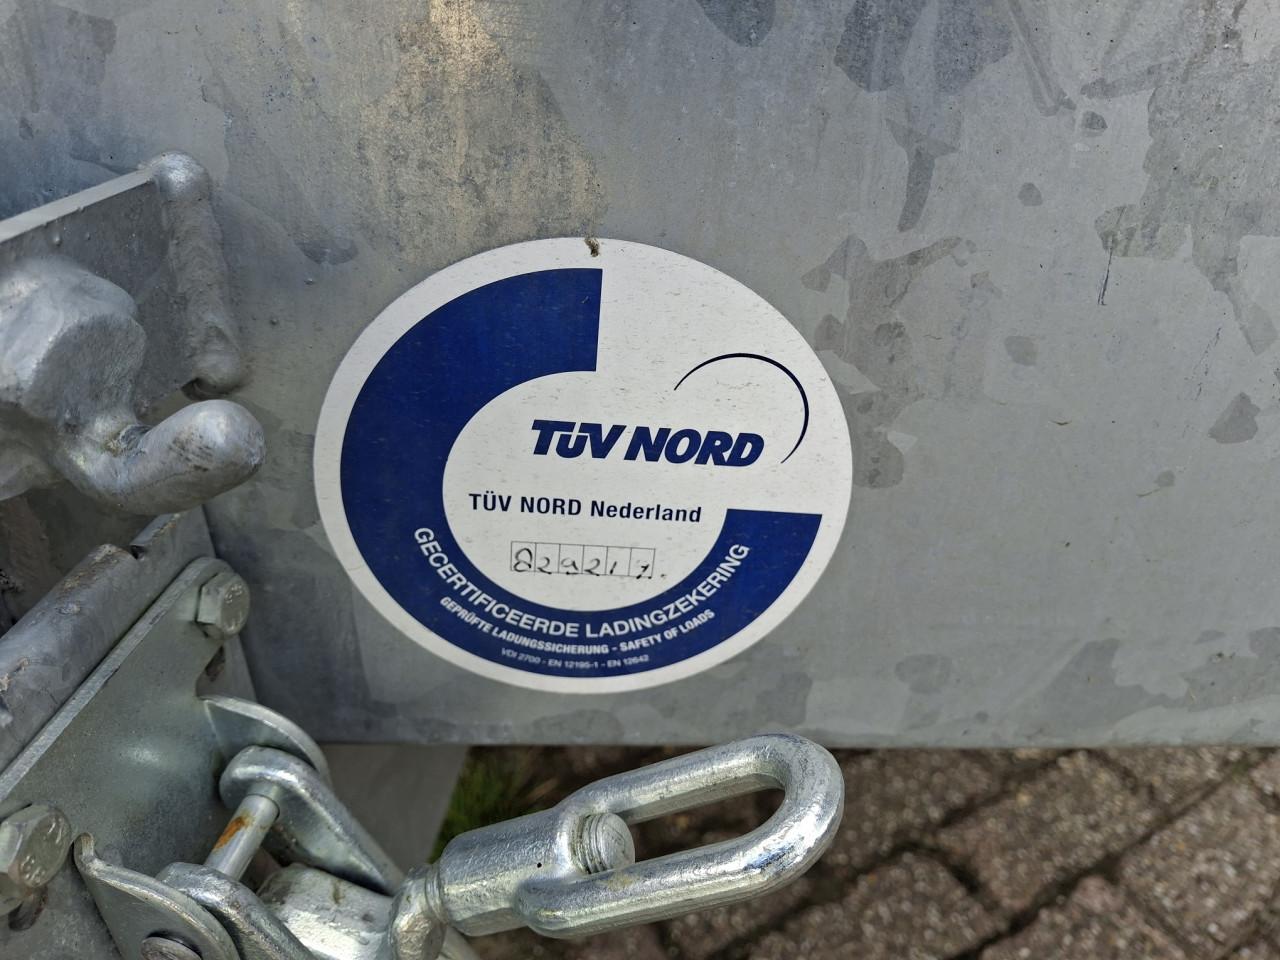 TÜV NORD
TÜV NORD Nederland
GECERTIFICEERDE LADINGZEKERING
GEPRÜFTE LADUNGSSICHERUNG - SAFETY OF LOADS
VDI 2700 - EN 12195-1 - EN 12642